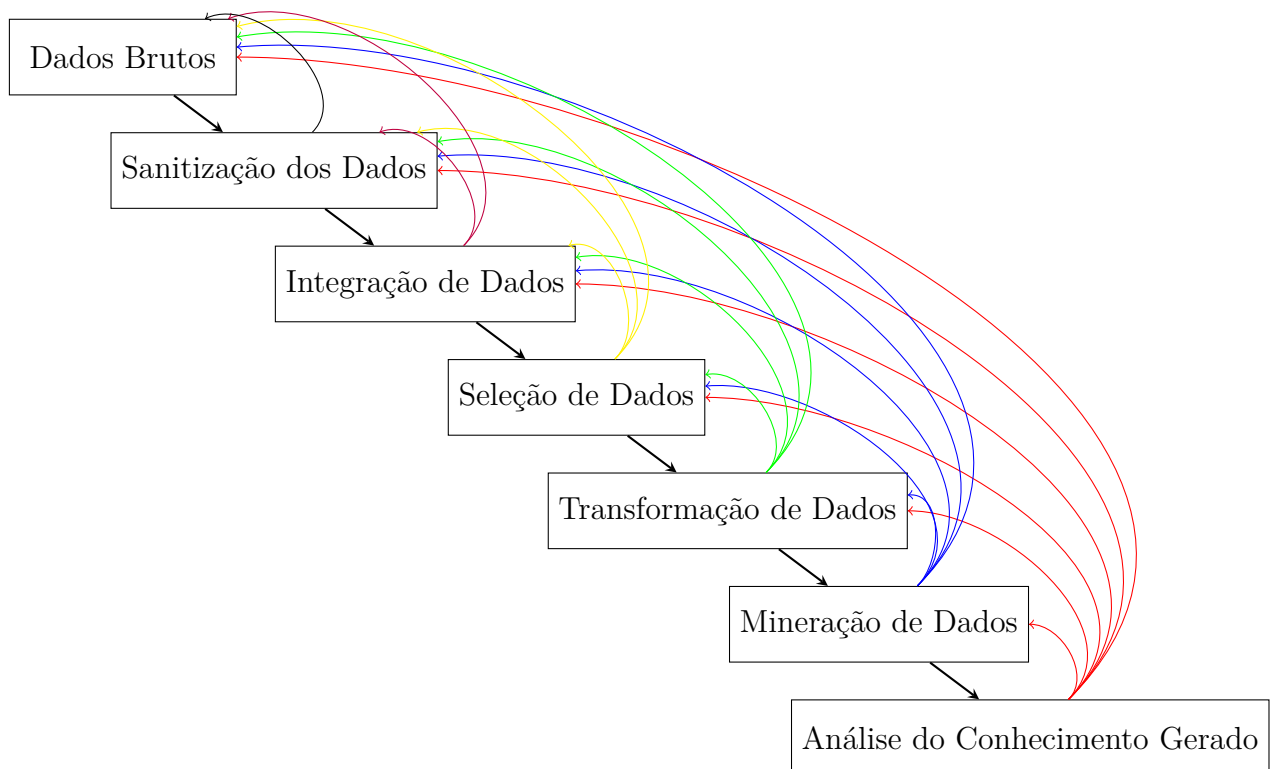 Dados Brutos
Sanitização dos Dados
Integração de Dados
Seleção de Dados
Transformação de Dados
Mineração de Dados
Análise do Conhecimento Gerado